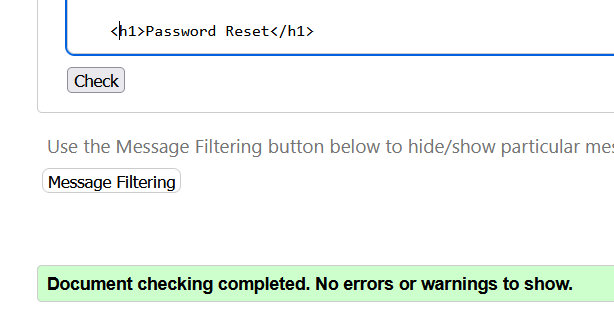 <h1>Password Reset</h1>
Check
Use the Message Filtering button below to hide/show particular
Message Filtering
Document checking completed. No errors or warnings to show.